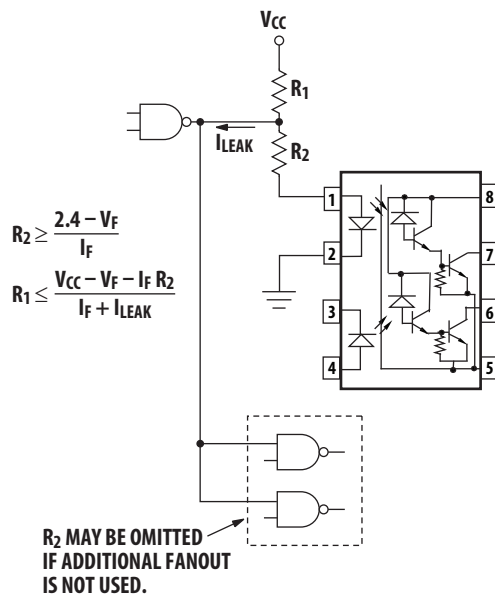 VCC
R1
ILEAK
R2
1
8
2
7
3
6
4
5
R2 ≥ 2.4 – VF / IF
R1 ≤ VCC – VF – IF R2 / IF + ILEAK
R2 MAY BE OMITTED
IF ADDITIONAL FANOUT
IS NOT USED.